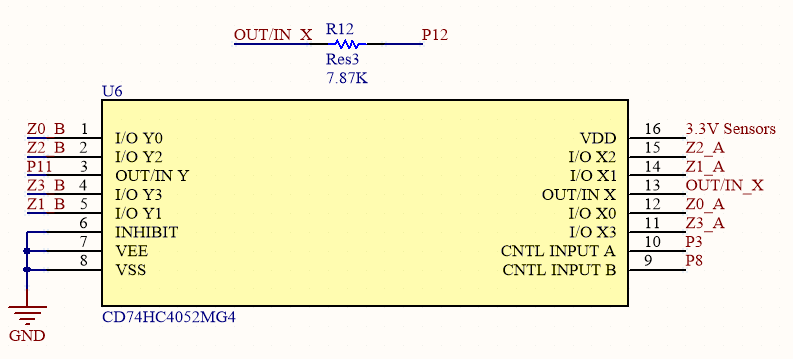 OUT/IN_X R12 P12
Res3
7.87K
U6
Z0_B 1 I/O Y0 VDD 16 3.3V Sensors
Z2_B 2 I/O Y2 I/O X2 15 Z2_A
P11 3 OUT/IN Y I/O X1 14 Z1_A
Z3_B 4 I/O Y3 OUT/IN X 13 OUT/IN_X
Z1_B 5 I/O Y1 I/O X0 12 Z0_A
6 INHIBIT I/O X3 11 Z3_A
7 VEE CNTL INPUT A 10 P3
8 VSS CNTL INPUT B 9 P8
CD74HC4052MG4
GND